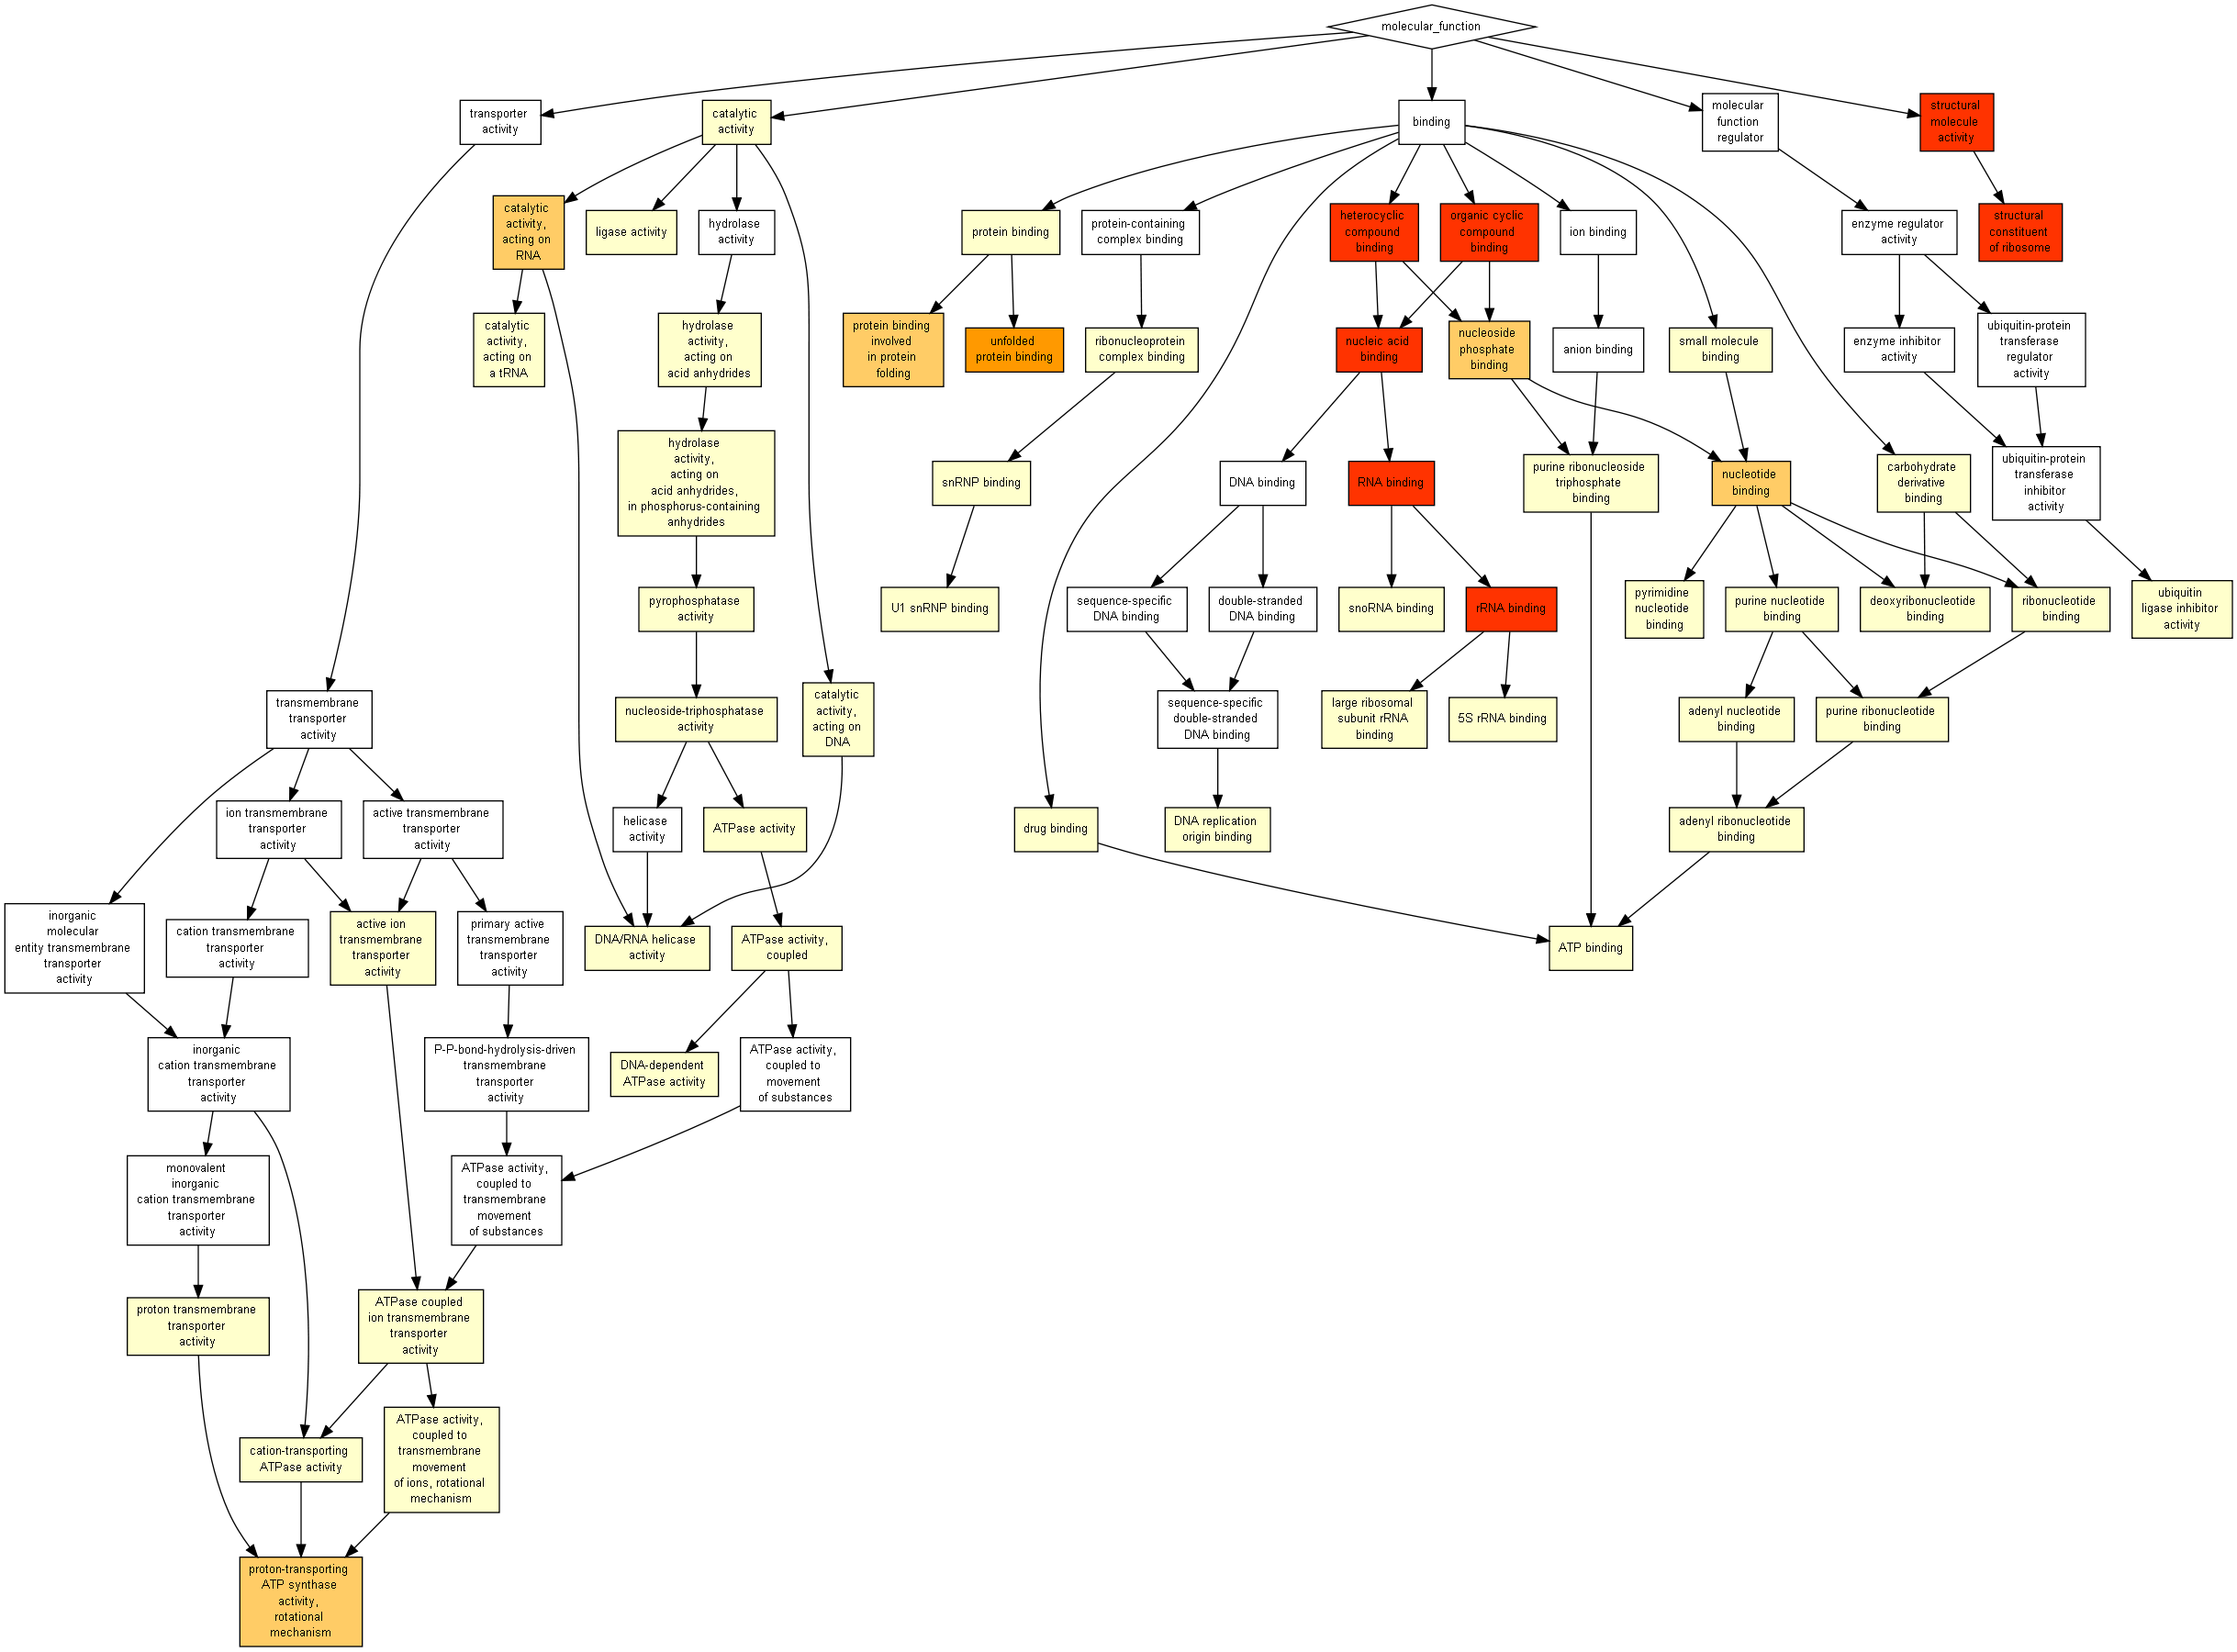 molecular_function
transporter
activity
catalytic
activity
binding
molecular
function
regulator
structural
molecule
activity
catalytic
activity,
acting on
RNA
ligase activity
hydrolase
activity
protein binding
protein-containing
complex binding
heterocyclic
compound
binding
organic cyclic
compound
binding
ion binding
enzyme regulator
activity
structural
constituent
of ribosome
catalytic
activity,
acting on
a tRNA
hydrolase
activity,
acting on
acid anhydrides
protein binding
involved
in protein
folding
unfolded
protein binding
ribonucleoprotein
complex binding
nucleic acid
binding
nucleoside
phosphate
binding
anion binding
small molecule
binding
enzyme inhibitor
activity
ubiquitin-protein
transferase
regulator
activity
hydrolase
activity,
acting on
acid anhydrides,
in phosphorus-containing
anhydrides
snRNP binding
DNA binding
RNA binding
purine ribonucleoside
triphosphate
binding
nucleotide
binding
carbohydrate
derivative
binding
ubiquitin-protein
transferase
inhibitor
activity
pyrophosphatase
activity
U1 snRNP binding
sequence-specific
DNA binding
double-stranded
DNA binding
snoRNA binding
rRNA binding
pyrimidine
nucleotide
binding
purine nucleotide
binding
deoxyribonucleotide
binding
ribonucleotide
binding
ubiquitin
ligase inhibitor
activity
transmembrane
transporter
activity
nucleoside-triphosphatase
activity
catalytic
activity,
acting on
DNA
sequence-specific
double-stranded
DNA binding
large ribosomal
subunit rRNA
binding
5S rRNA binding
adenyl nucleotide
binding
purine ribonucleotide
binding
ion transmembrane
transporter
activity
active transmembrane
transporter
activity
helicase
activity
ATPase activity
drug binding
DNA replication
origin binding
adenyl ribonucleotide
binding
inorganic
molecular
entity transmembrane
transporter
activity
cation transmembrane
transporter
activity
active ion
transmembrane
transporter
activity
primary active
transmembrane
transporter
activity
DNA/RNA helicase
activity
ATPase activity,
coupled
ATP binding
inorganic
cation transmembrane
transporter
activity
P-P-bond-hydrolysis-driven
transmembrane
transporter
activity
DNA-dependent
ATPase activity
ATPase activity,
coupled to
movement
of substances
monovalent
inorganic
cation transmembrane
transporter
activity
ATPase activity,
coupled to
transmembrane
movement
of substances
proton transmembrane
transporter
activity
ATPase coupled
ion transmembrane
transporter
activity
cation-transporting
ATPase activity
ATPase activity,
coupled to
transmembrane
movement
of ions, rotational
mechanism
proton-transporting
ATP synthase
activity,
rotational
mechanism